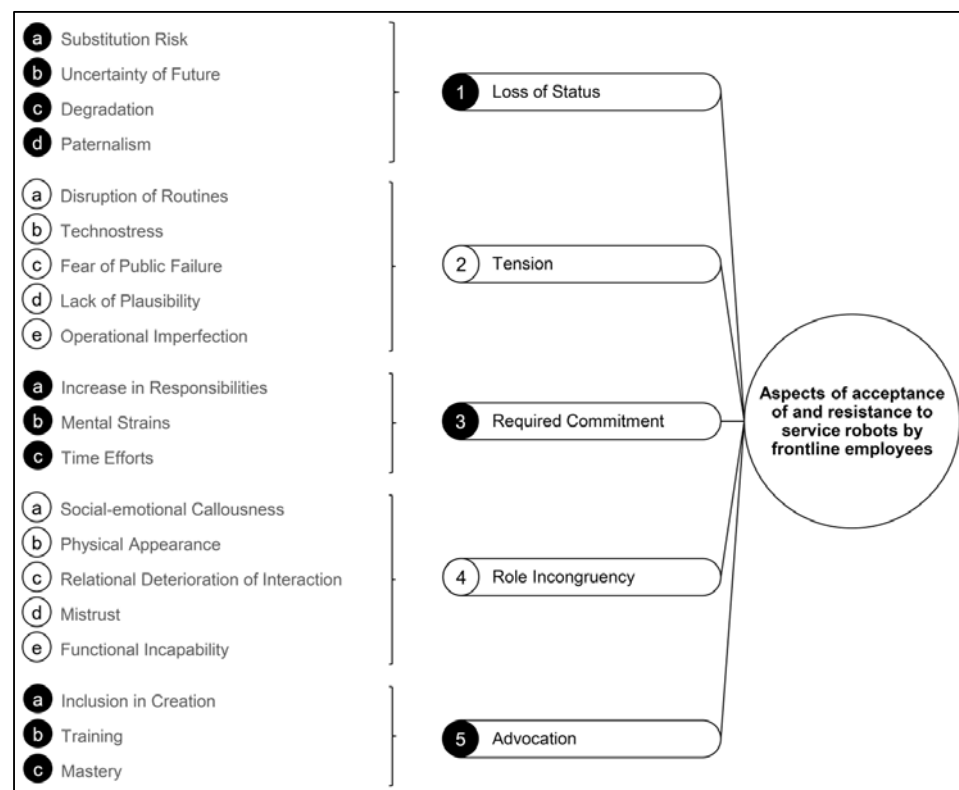 a Substitution Risk
b Uncertainty of Future
c Degradation
d Paternalism
1 Loss of Status
a Disruption of Routines
b Technostress
c Fear of Public Failure
d Lack of Plausibility
e Operational Imperfection
2 Tension
a Increase in Responsibilities
b Mental Strains
c Time Efforts
3 Required Commitment
a Social-emotional Callousness
b Physical Appearance
c Relational Deterioration of Interaction
d Mistrust
e Functional Incapability
4 Role Incongruency
a Inclusion in Creation
b Training
c Mastery
5 Advocation
Aspects of acceptance
of and resistance to
service robots by
frontline employees